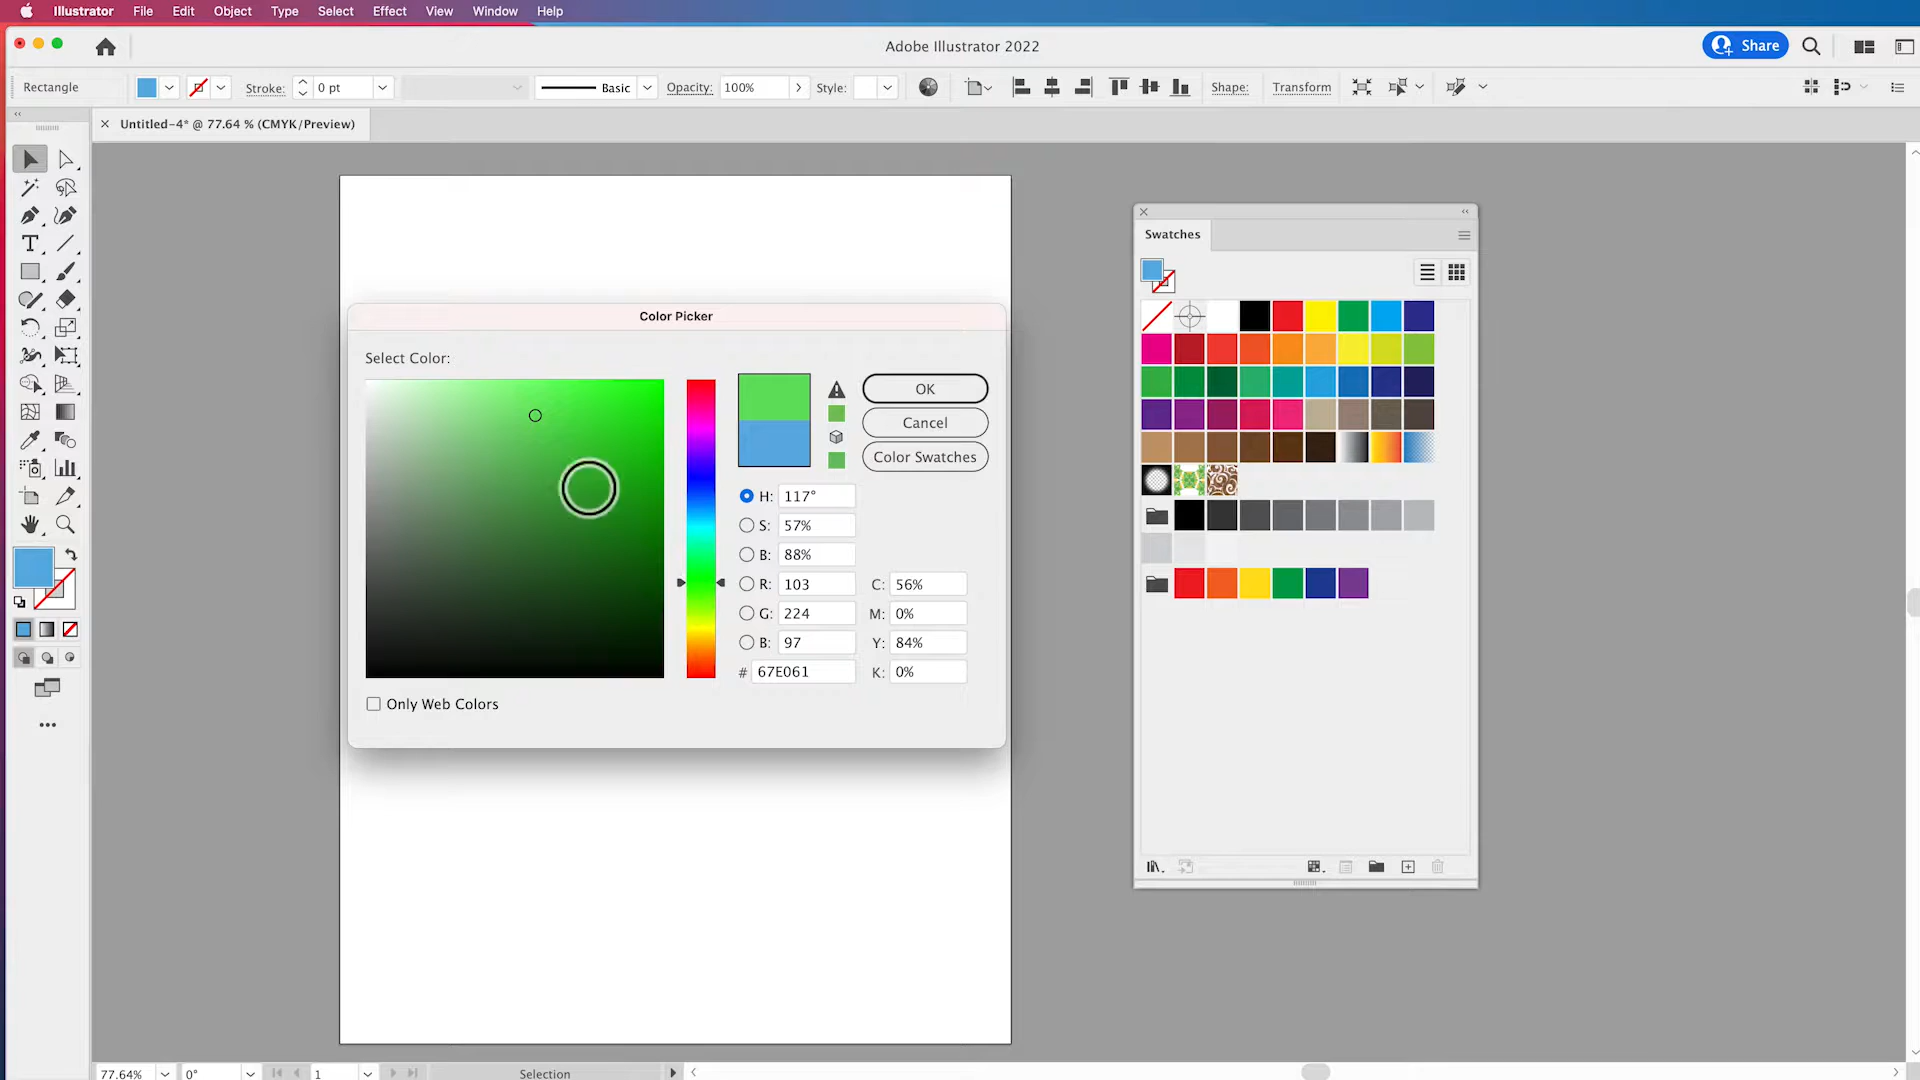 Illustrator File Edit Object Type Select Effect View Window Help
Adobe Illustrator 2022
Share
Rectangle Stroke: 0 pt Basic Opacity: 100% Style: Shape: Transform
Untitled-4* @ 77.64 % (CMYK/Preview)
Swatches
Color Picker
Select Color:
OK
Cancel
Color Swatches
H: 117°
S: 57%
B: 88%
R: 103 C: 56%
G: 224 M: 0%
B: 97 Y: 84%
# 67E061 K: 0%
Only Web Colors
77.64% 0° 1 Selection